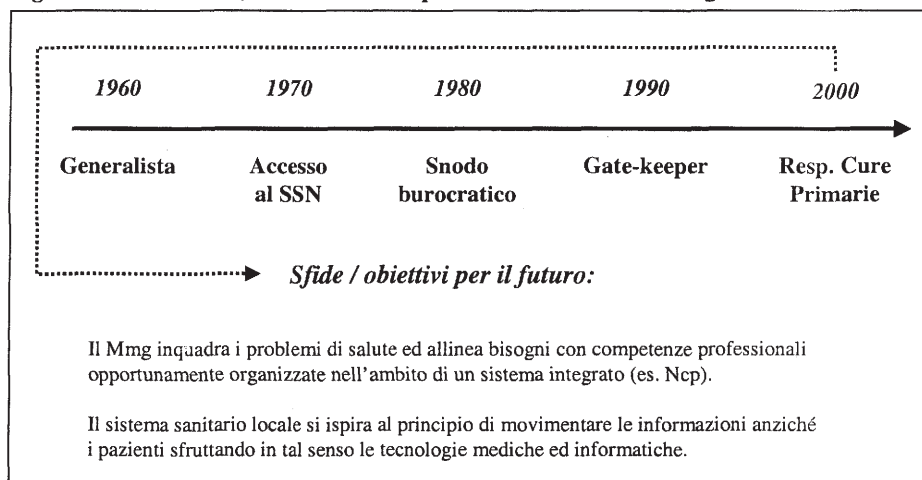 1960 1970 1980 1990 2000
Generalista Accesso Snodo Gate-keeper Resp. Cure
al SSN burocratico Primarie
Sfide / obiettivi per il futuro:
Il Mmg inquadra i problemi di salute ed allinea bisogni con competenze professionali
opportunamente organizzate nell'ambito di un sistema integrato (es. Ncp).
Il sistema sanitario locale si ispira al principio di movimentare le informazioni anziché
i pazienti sfruttando in tal senso le tecnologie mediche ed informatiche.